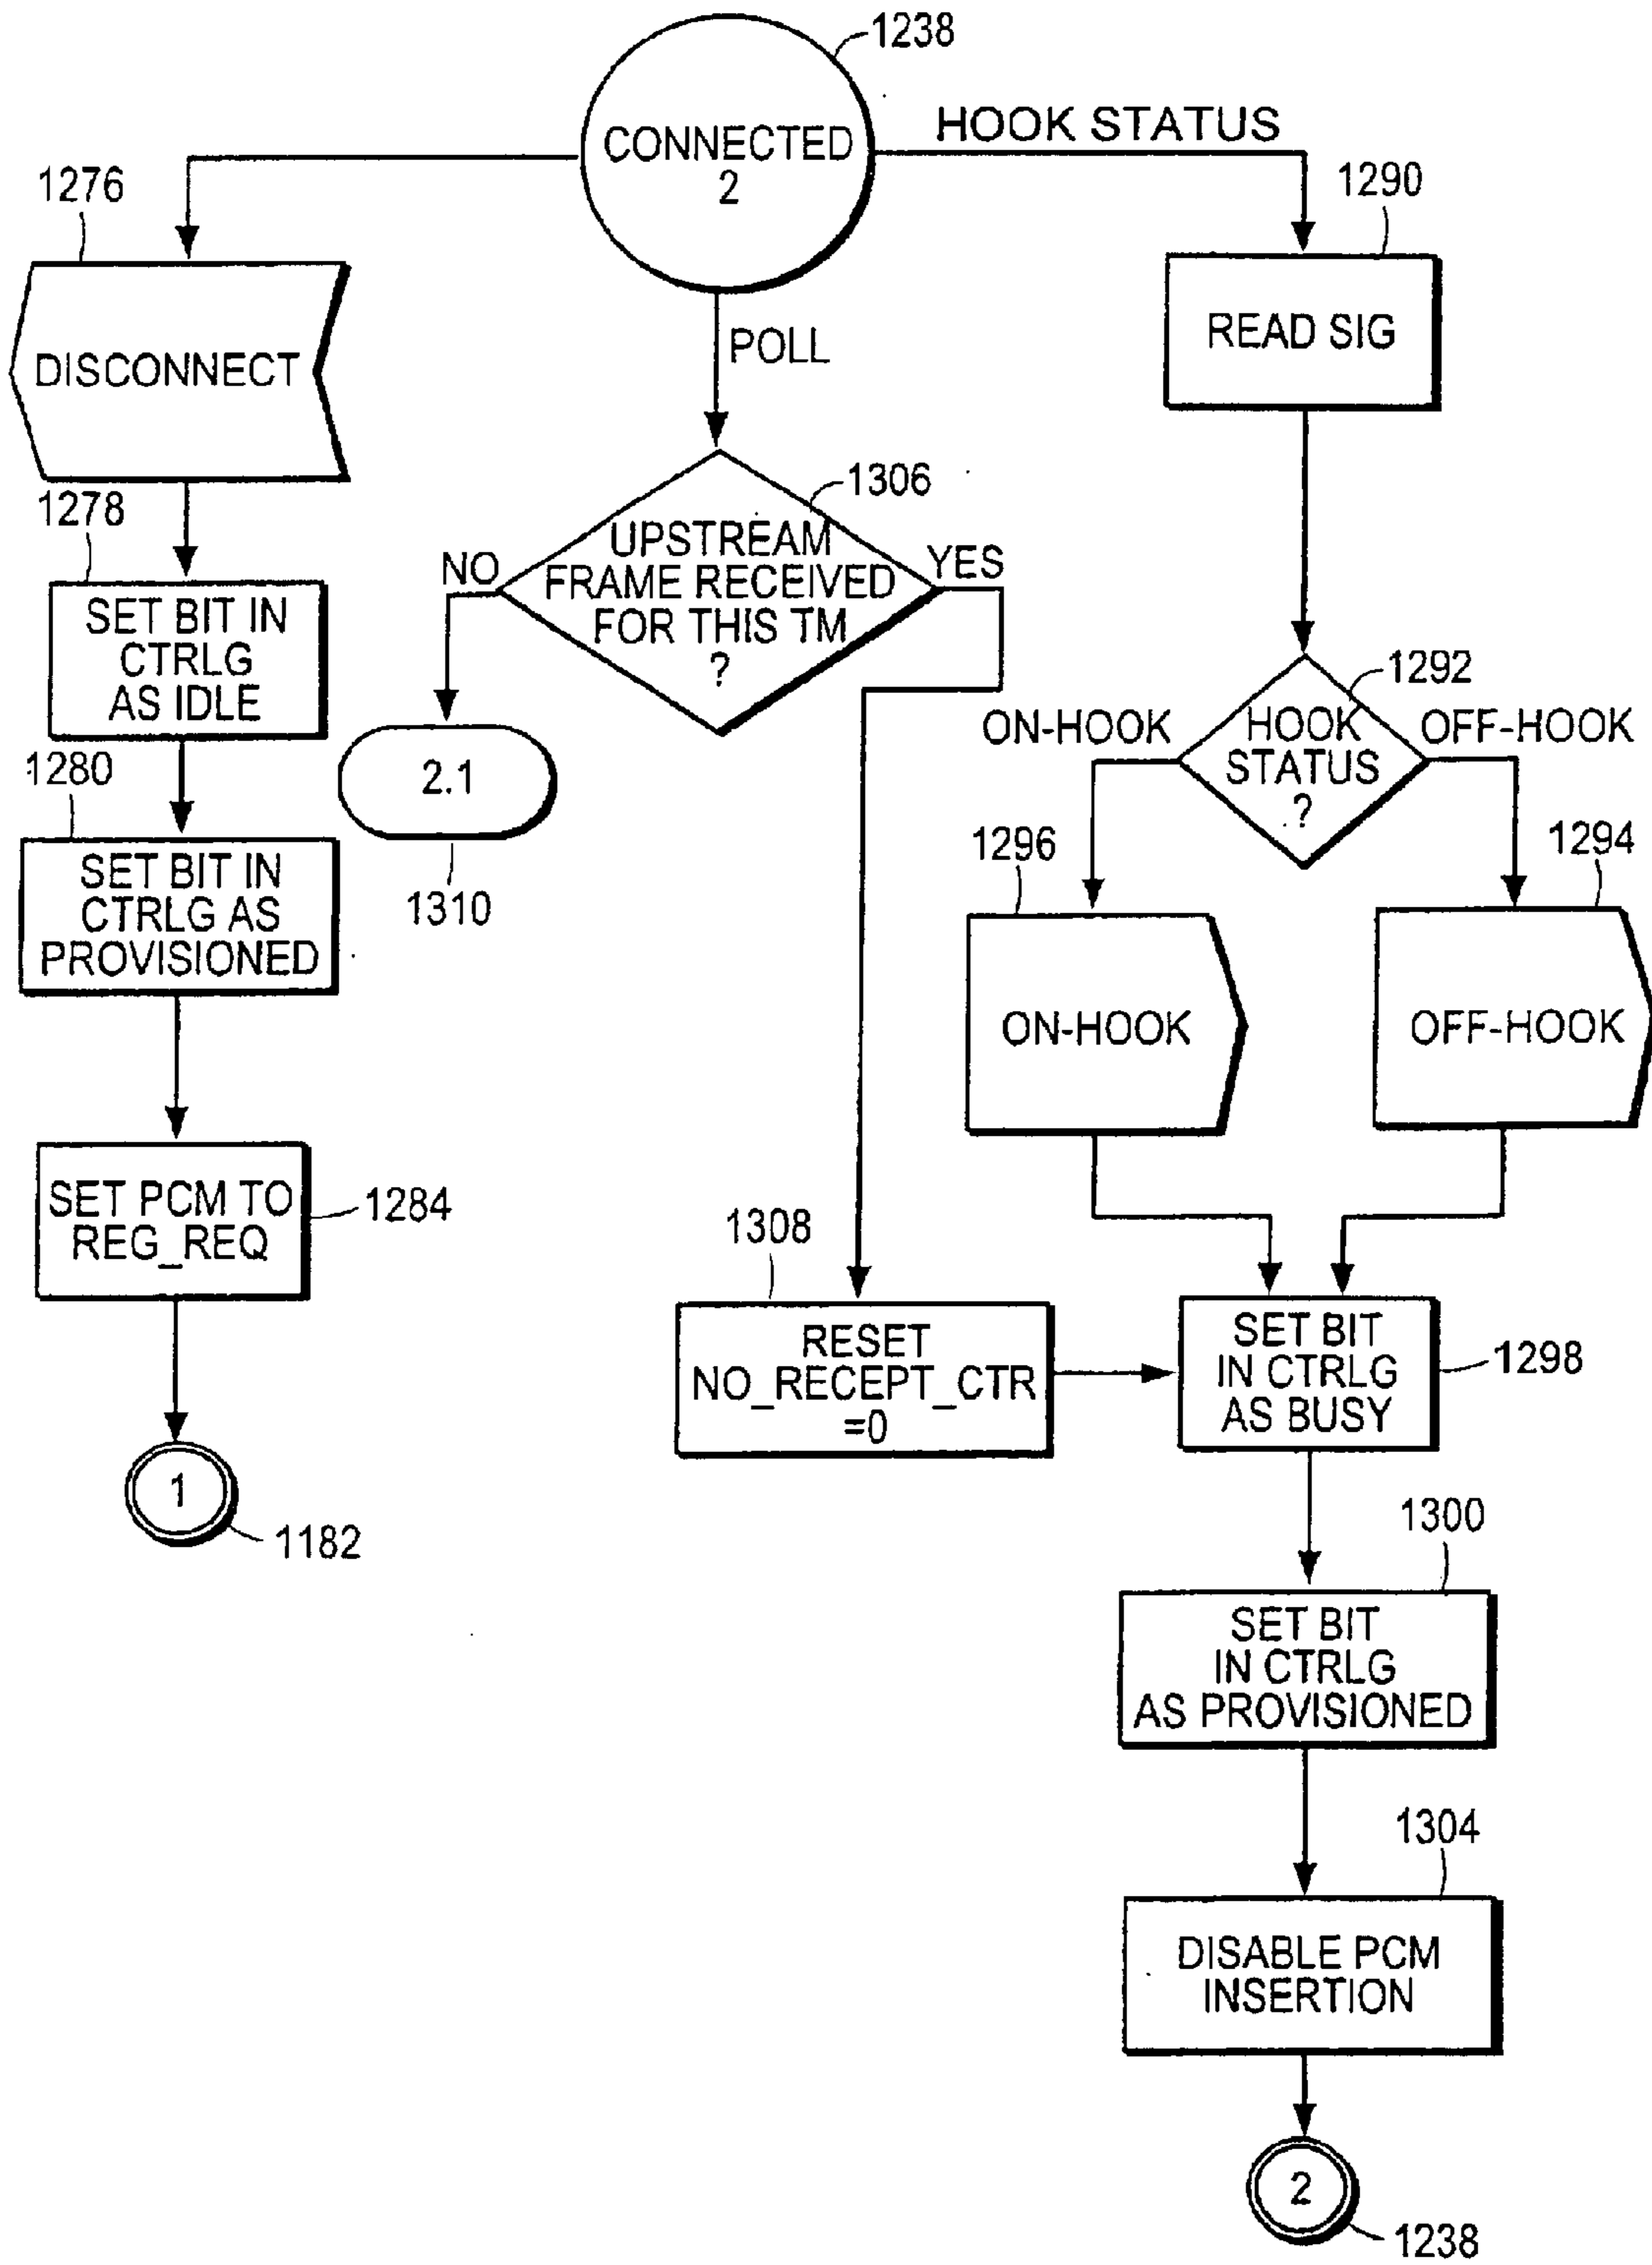 1238
CONNECTED
2
HOOK STATUS
1276
DISCONNECT
POLL
1290
READ SIG
1278
SET BIT IN
CTRLG
AS IDLE
1306
UPSTREAM
FRAME RECEIVED
FOR THIS TM
?
NO
YES
2.1
1310
1292
HOOK
STATUS
?
ON-HOOK
OFF-HOOK
1280
SET BIT IN
CTRLG AS
PROVISIONED
1296
ON-HOOK
1294
OFF-HOOK
SET PCM TO
REG_REQ
1284
1308
RESET
NO_RECEPT_CTR
=0
SET BIT
IN CTRLG
AS BUSY
1298
1
1182
1300
SET BIT
IN CTRLG
AS PROVISIONED
1304
DISABLE PCM
INSERTION
2
1238